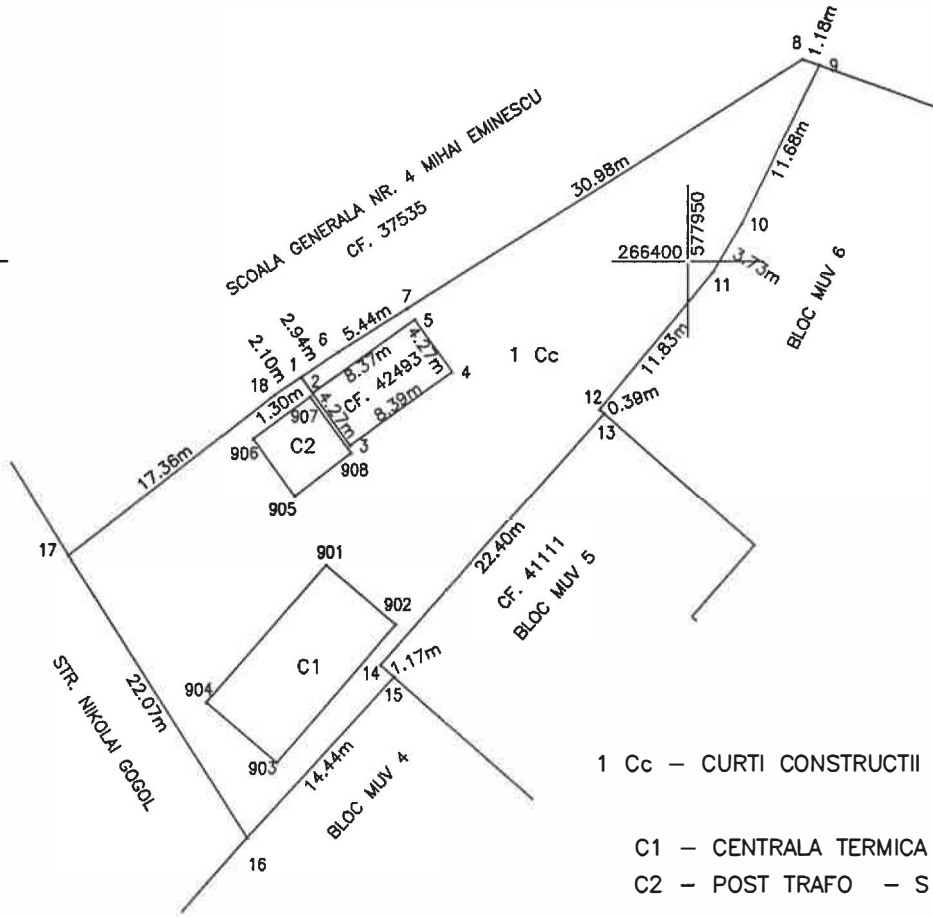 8
1.18m
9
SCOALA GENERALA NR. 4 MIHAI EMINESCU
CF. 37535
30.98m
11.68m
10
577950
266400
3.73m
11
BLOC MUV 6
7
5.44m
6
2.94m
5
1
2.10m
18
2
8.37m
4.27m
CF. 42493
4
1 Cc
11.83m
1.30m
907
4.27m
8.39m
12
0.39m
13
906
C2
3
908
905
17.36m
17
901
22.40m
CF. 41111
BLOC MUV 5
902
C1
14
1.17m
15
904
22.07m
STR. NIKOLAI GOGOL
903
14.44m
BLOC MUV 4
16
1 Cc – CURTI CONSTRUCTII
C1 – CENTRALA TERMICA
C2 – POST TRAFO – S